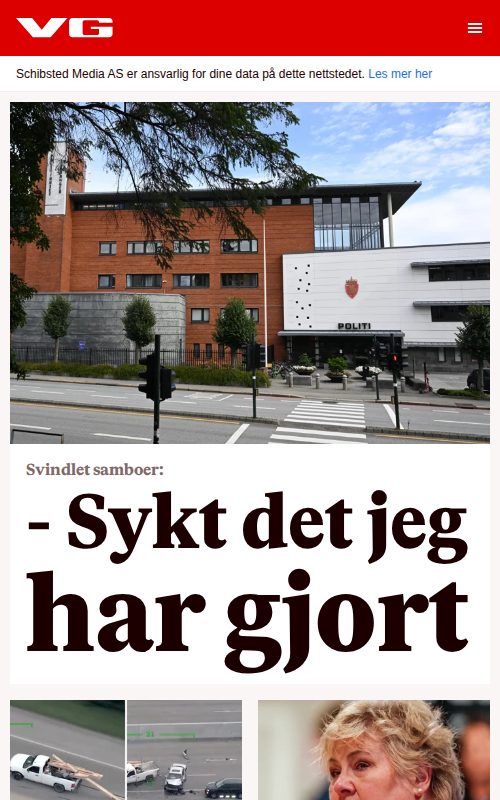 VG
Schibsted Media AS er ansvarlig for dine data på dette nettstedet. Les mer her
POLITI
Svindlet samboer:
- Sykt det jeg
har gjort